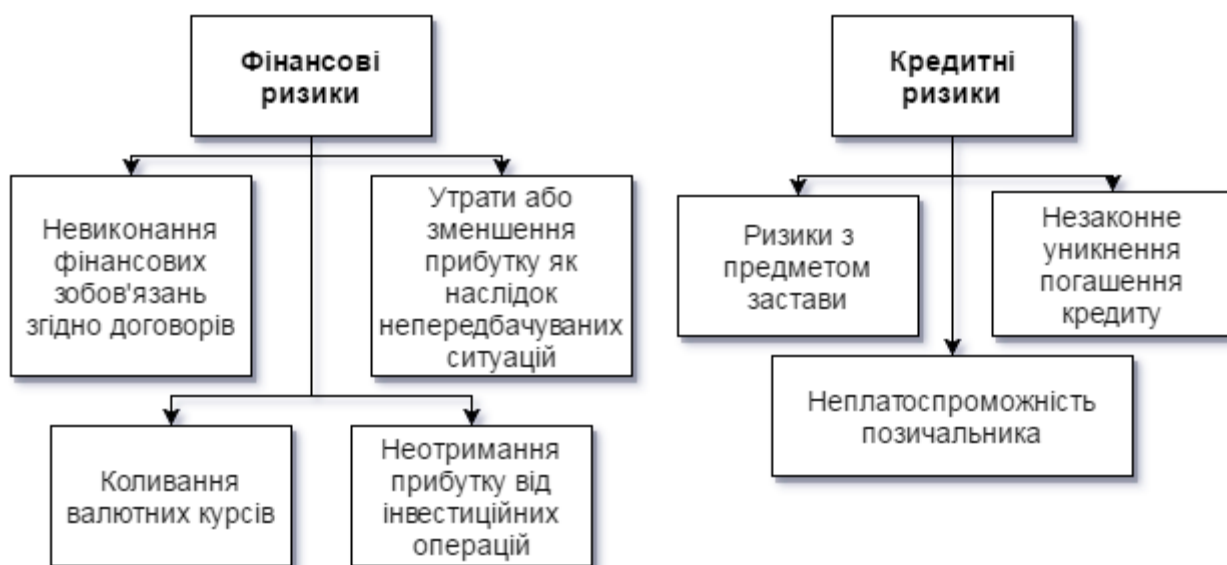 Фінансові
ризики
Невиконання
фінансових
зобов'язань
згідно договорів
Утрати або
зменшення
прибутку як
наслідок
непередбачуваних
ситуацій
Коливання
валютних курсів
Неотримання
прибутку від
інвестиційних
операцій
Кредитні
ризики
Ризики з
предметом
застави
Незаконне
уникнення
погашення
кредиту
Неплатоспроможність
позичальника